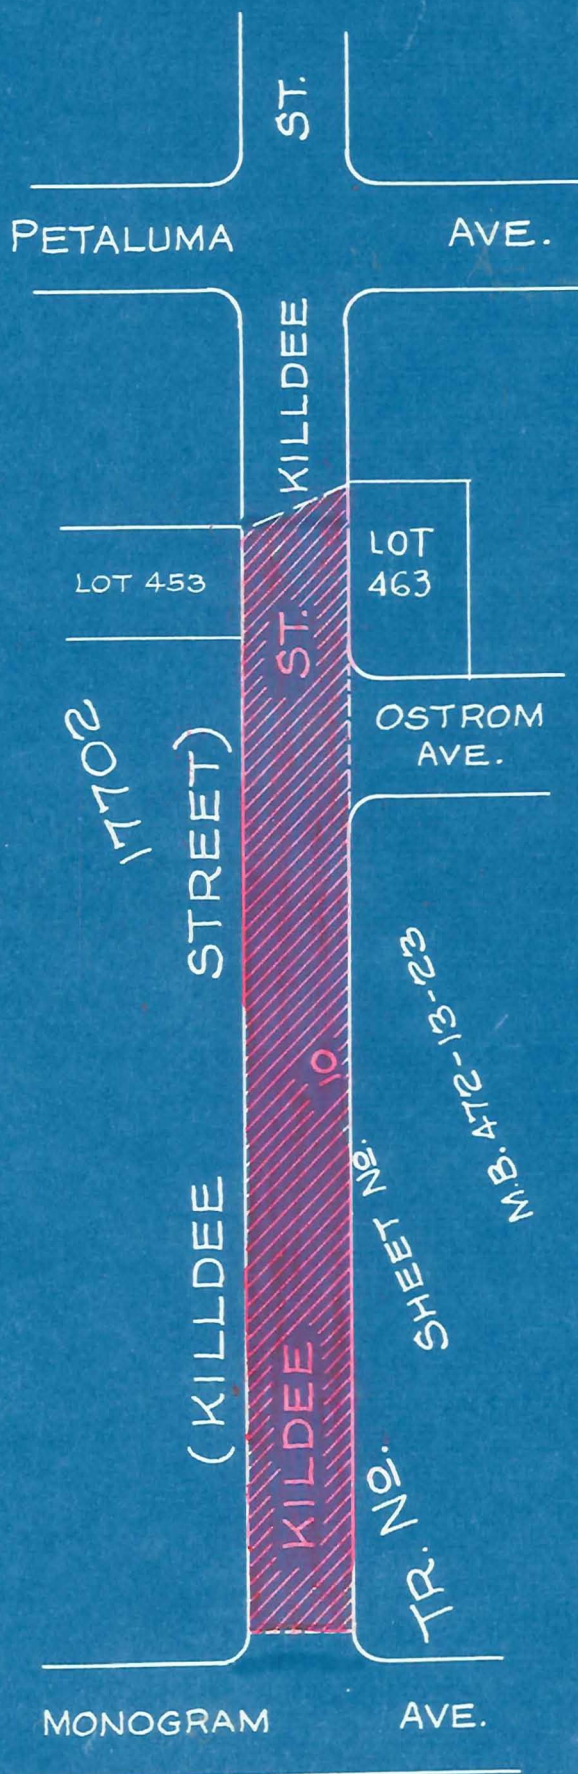 ST.
PETALUMA AVE.
KILLDEE
LOT 453
LOT
463
ST.
OSTROM
AVE.
17702
(KILLDEE STREET)
10
M.B. 472-13-23
SHEET NO.
KILDEE
TR. NO.
MONOGRAM AVE.